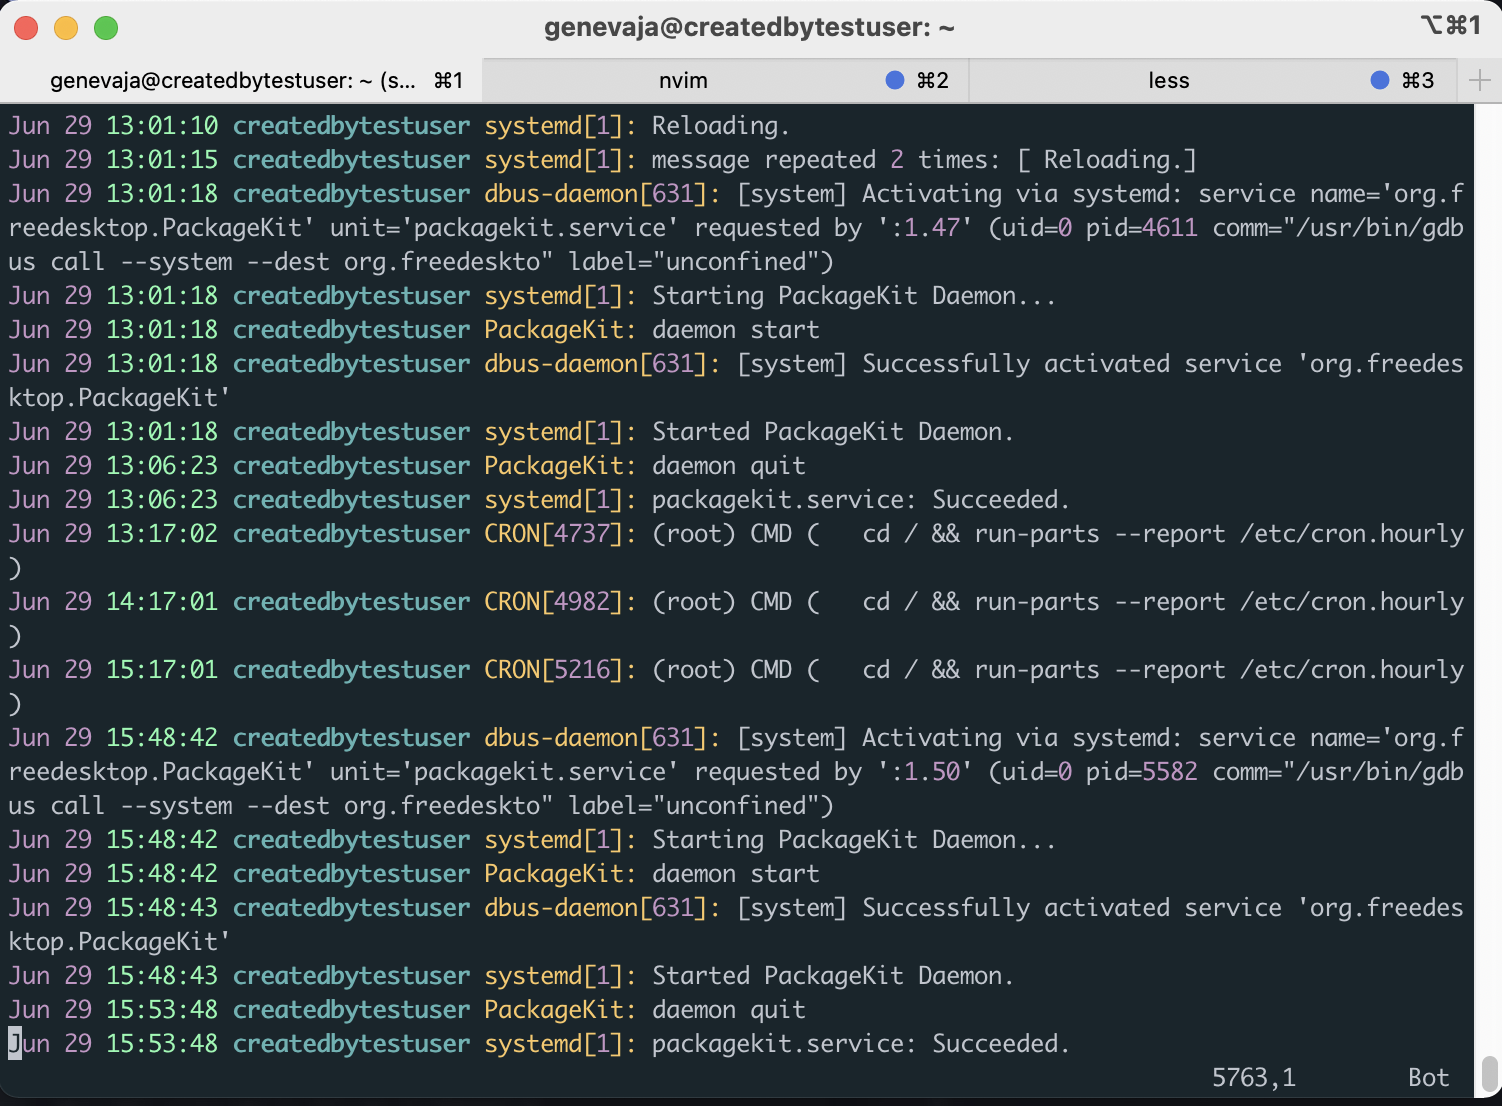 genevaja@createdbytestuser: ~
⌥⌘1
genevaja@createdbytestuser: ~ (s... ⌘1
nvim ⌘2
less ⌘3
Jun 29 13:01:10 createdbytestuser systemd[1]: Reloading.
Jun 29 13:01:15 createdbytestuser systemd[1]: message repeated 2 times: [ Reloading.]
Jun 29 13:01:18 createdbytestuser dbus-daemon[631]: [system] Activating via systemd: service name='org.f
reedesktop.PackageKit' unit='packagekit.service' requested by ':1.47' (uid=0 pid=4611 comm="/usr/bin/gdb
us call --system --dest org.freedeskto" label="unconfined")
Jun 29 13:01:18 createdbytestuser systemd[1]: Starting PackageKit Daemon...
Jun 29 13:01:18 createdbytestuser PackageKit: daemon start
Jun 29 13:01:18 createdbytestuser dbus-daemon[631]: [system] Successfully activated service 'org.freedes
ktop.PackageKit'
Jun 29 13:01:18 createdbytestuser systemd[1]: Started PackageKit Daemon.
Jun 29 13:06:23 createdbytestuser PackageKit: daemon quit
Jun 29 13:06:23 createdbytestuser systemd[1]: packagekit.service: Succeeded.
Jun 29 13:17:02 createdbytestuser CRON[4737]: (root) CMD (   cd / && run-parts --report /etc/cron.hourly
)
Jun 29 14:17:01 createdbytestuser CRON[4982]: (root) CMD (   cd / && run-parts --report /etc/cron.hourly
)
Jun 29 15:17:01 createdbytestuser CRON[5216]: (root) CMD (   cd / && run-parts --report /etc/cron.hourly
)
Jun 29 15:48:42 createdbytestuser dbus-daemon[631]: [system] Activating via systemd: service name='org.f
reedesktop.PackageKit' unit='packagekit.service' requested by ':1.50' (uid=0 pid=5582 comm="/usr/bin/gdb
us call --system --dest org.freedeskto" label="unconfined")
Jun 29 15:48:42 createdbytestuser systemd[1]: Starting PackageKit Daemon...
Jun 29 15:48:42 createdbytestuser PackageKit: daemon start
Jun 29 15:48:43 createdbytestuser dbus-daemon[631]: [system] Successfully activated service 'org.freedes
ktop.PackageKit'
Jun 29 15:48:43 createdbytestuser systemd[1]: Started PackageKit Daemon.
Jun 29 15:53:48 createdbytestuser PackageKit: daemon quit
Jun 29 15:53:48 createdbytestuser systemd[1]: packagekit.service: Succeeded.
5763,1 Bot